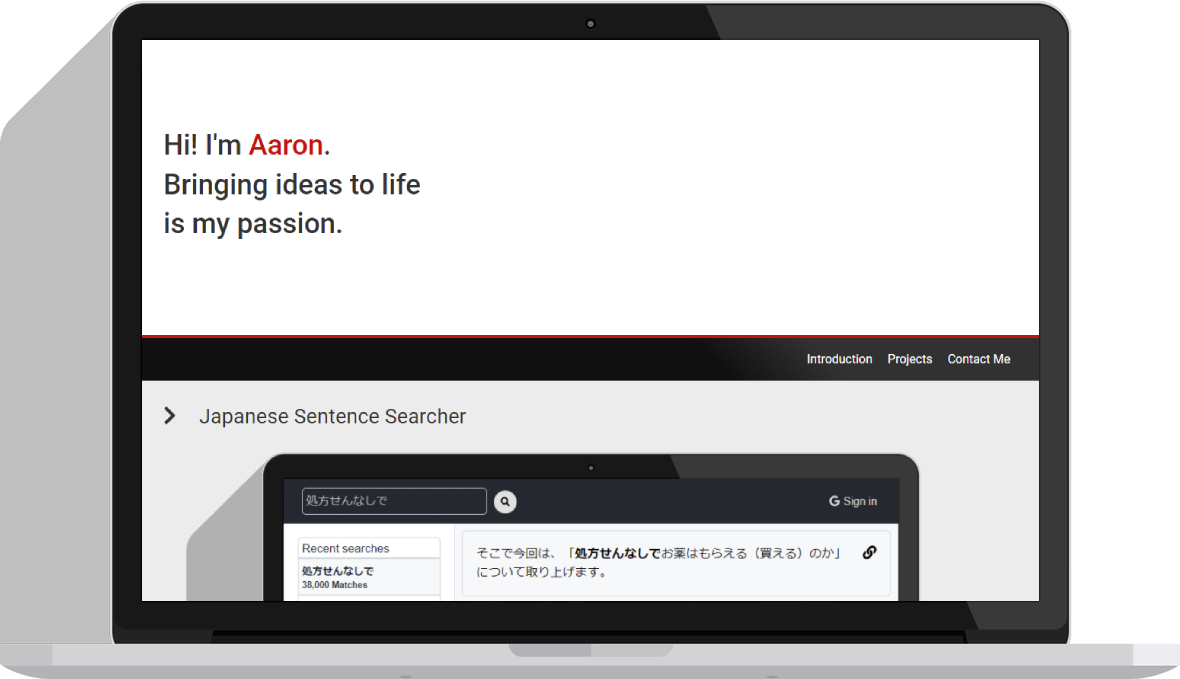 Hi! I'm Aaron.
Bringing ideas to life
is my passion.
Introduction Projects Contact Me
Japanese Sentence Searcher
処方せんなしで
G Sign in
Recent searches
処方せんなしで
38,000 Matches
そこで今回は、「処方せんなしでお薬はもらえる（買える）のか」
について取り上げます。